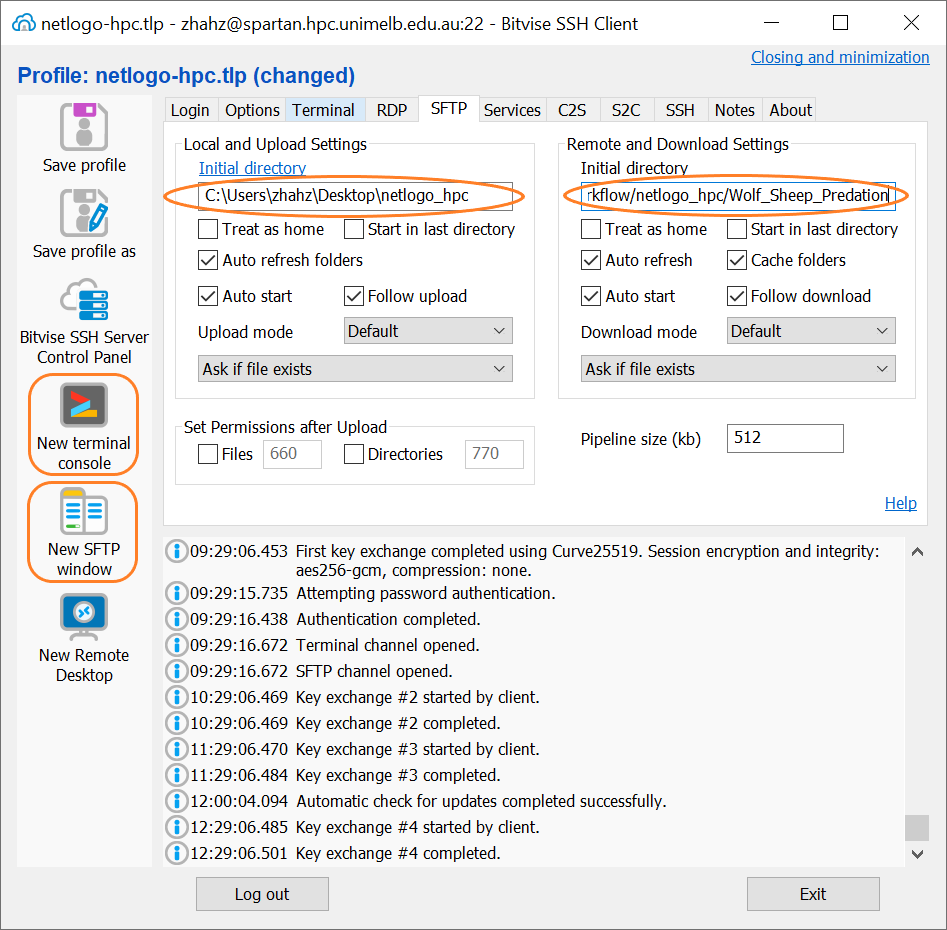 netlogo-hpc.tlp - zhahz@spartan.hpc.unimelb.edu.au:22 - Bitvise SSH Client
Closing and minimization
Profile: netlogo-hpc.tlp (changed)
Save profile
Save profile as
Bitvise SSH Server
Control Panel
New terminal
console
New SFTP
window
New Remote
Desktop
Login Options Terminal RDP SFTP Services C2S S2C SSH Notes About
Local and Upload Settings
Initial directory
C:\Users\zhahz\Desktop\netlogo_hpc
Treat as home Start in last directory
Auto refresh folders
Auto start Follow upload
Upload mode Default
Ask if file exists
Remote and Download Settings
Initial directory
rkflow/netlogo_hpc/Wolf_Sheep_Predation
Treat as home Start in last directory
Auto refresh Cache folders
Auto start Follow download
Download mode Default
Ask if file exists
Set Permissions after Upload
Files 660 Directories 770
Pipeline size (kb) 512
Help
09:29:06.453 First key exchange completed using Curve25519. Session encryption and integrity:
aes256-gcm, compression: none.
09:29:15.735 Attempting password authentication.
09:29:16.438 Authentication completed.
09:29:16.672 Terminal channel opened.
09:29:16.672 SFTP channel opened.
10:29:06.469 Key exchange #2 started by client.
10:29:06.469 Key exchange #2 completed.
11:29:06.470 Key exchange #3 started by client.
11:29:06.484 Key exchange #3 completed.
12:00:04.094 Automatic check for updates completed successfully.
12:29:06.485 Key exchange #4 started by client.
12:29:06.501 Key exchange #4 completed.
Log out
Exit